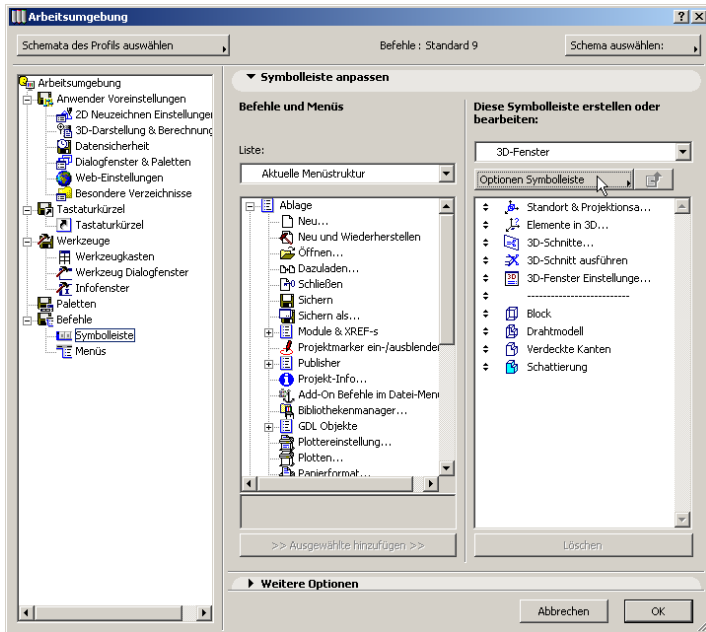 Arbeitsumgebung
Schemata des Profils auswählen
Befehle : Standard 9
Schema auswählen:
Arbeitsumgebung
Anwender Voreinstellungen
2D Neuzeichnen Einstellungen
3D-Darstellung & Berechnung
Datensicherheit
Dialogfenster & Paletten
Web-Einstellungen
Besondere Verzeichnisse
Tastaturkürzel
Tastaturkürzel
Werkzeuge
Werkzeugkasten
Werkzeug Dialogfenster
Infofenster
Paletten
Befehle
Symbolleiste
Menüs
Symbolleiste anpassen
Befehle und Menüs
Liste:
Aktuelle Menüstruktur
Ablage
Neu...
Neu und Wiederherstellen
Öffnen...
Dazuladen...
Schließen
Sichern
Sichern als...
Module & XREF-s
Projektmarker ein-/ausblenden
Publisher
Projekt-Info...
Add-On Befehle im Datei-Men
Bibliothekenmanager...
GDL Objekte
Plottereinstellung...
Plotten...
Papierformat...
>> Ausgewählte hinzufügen >>
Diese Symbolleiste erstellen oder
bearbeiten:
3D-Fenster
Optionen Symbolleiste
Standort & Projektionsa...
Elemente in 3D...
3D-Schnitte...
3D-Schnitt ausführen
3D-Fenster Einstellunge...
-------------------------
Block
Drahtmodell
Verdeckte Kanten
Schattierung
Löschen
Weitere Optionen
Abbrechen
OK